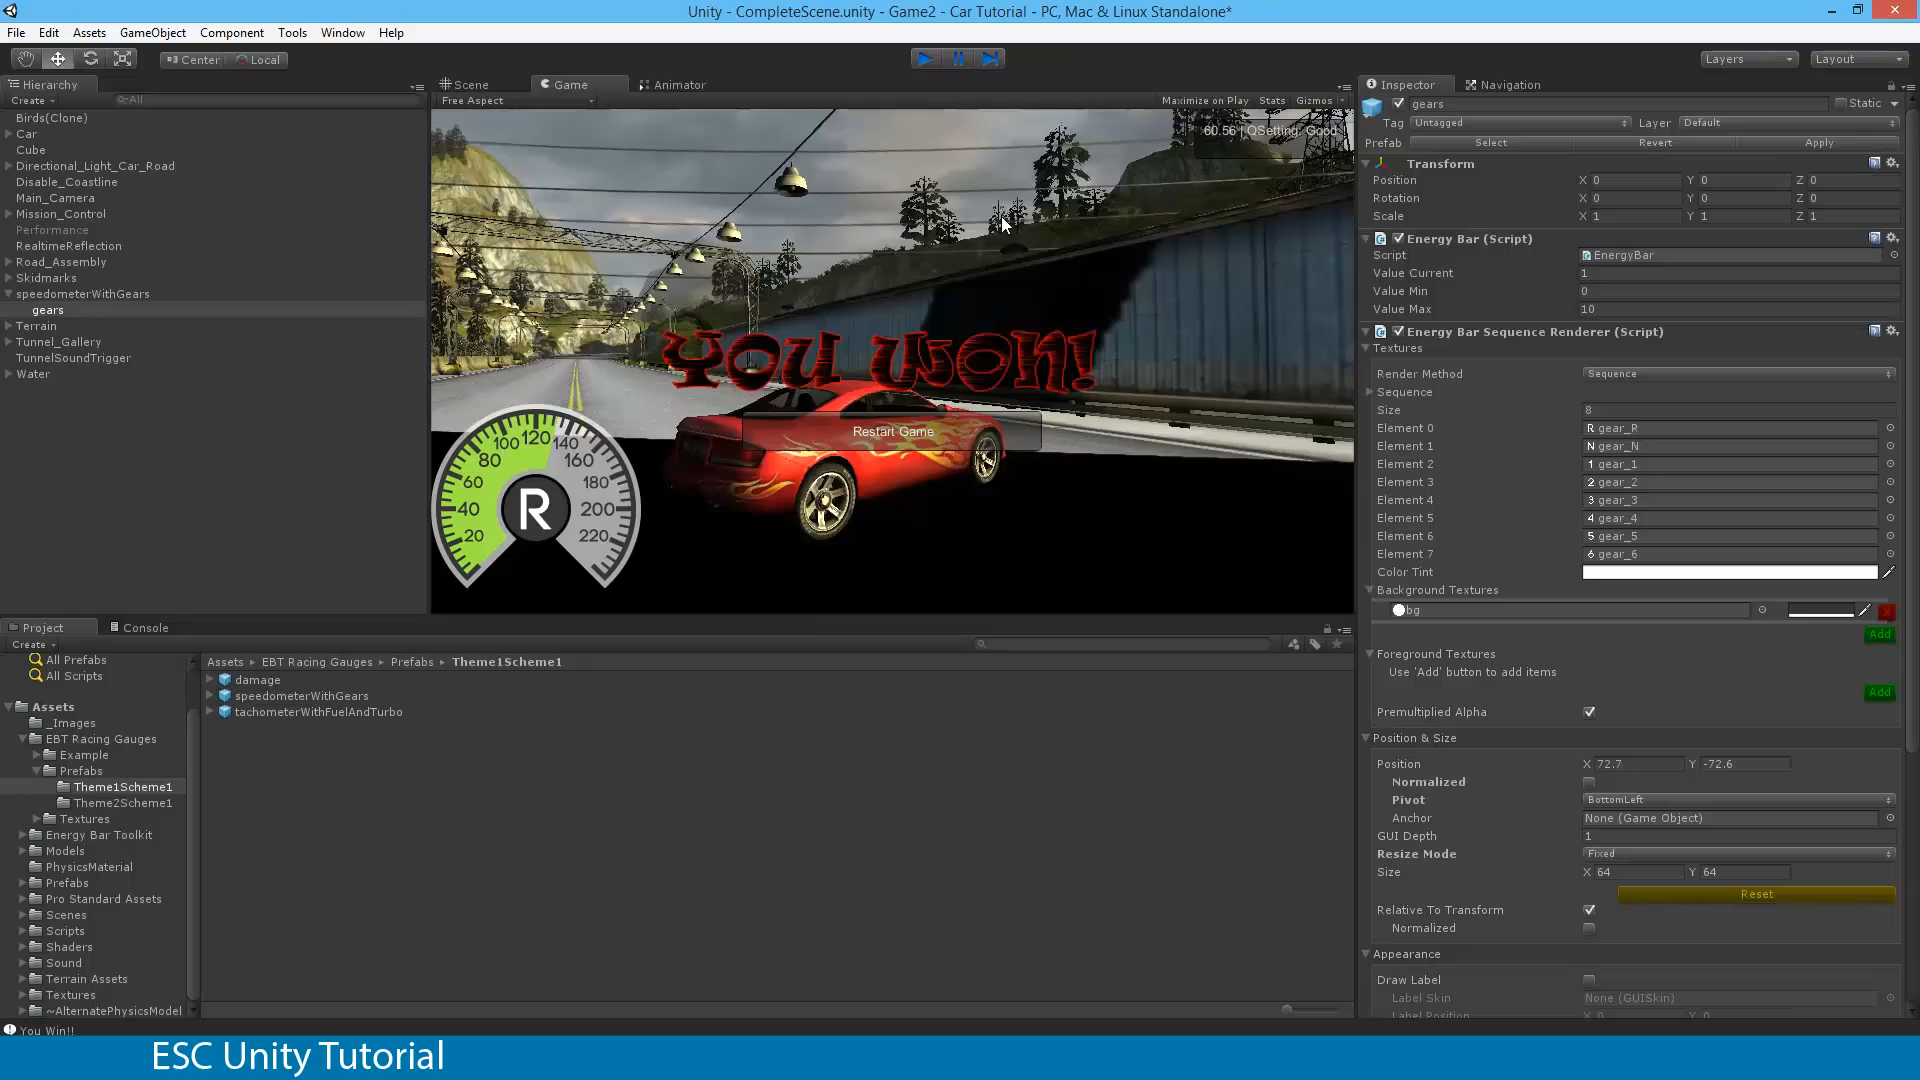 Unity - CompleteScene.unity - Game2 - Car Tutorial - PC, Mac & Linux Standalone*
File Edit Assets GameObject Component Tools Window Help
Center Local
Layers Layout
Hierarchy
Create All
Birds(Clone)
Car
Cube
Directional_Light_Car_Road
Disable_Coastline
Main_Camera
Mission_Control
Performance
RealtimeReflection
Road_Assembly
Skidmarks
speedometerWithGears
gears
Terrain
Tunnel_Gallery
TunnelSoundTrigger
Water
Scene Game Animator
Free Aspect Maximize on Play Stats Gizmos
60.56 | QSetting: Good
You won!
Restart Game
20 40 60 80 100 120 140 160 180 200 220
R
Inspector Navigation
gears Static
Tag Untagged Layer Default
Prefab Select Revert Apply
Transform
Position X 0 Y 0 Z 0
Rotation X 0 Y 0 Z 0
Scale X 1 Y 1 Z 1
Energy Bar (Script)
Script EnergyBar
Value Current 1
Value Min 0
Value Max 10
Energy Bar Sequence Renderer (Script)
Textures
Render Method Sequence
Sequence
Size 8
Element 0 R gear_R
Element 1 N gear_N
Element 2 1 gear_1
Element 3 2 gear_2
Element 4 3 gear_3
Element 5 4 gear_4
Element 6 5 gear_5
Element 7 6 gear_6
Color Tint
Background Textures
bg X
Add
Foreground Textures
Use 'Add' button to add items
Add
Premultiplied Alpha
Position & Size
Position X 72.7 Y -72.6
Normalized
Pivot BottomLeft
Anchor None (Game Object)
GUI Depth 1
Resize Mode Fixed
Size X 64 Y 64
Reset
Relative To Transform
Normalized
Appearance
Draw Label
Label Skin None (GUISkin)
Label Position X 0 Y 0
Project Console
Create
All Prefabs
All Scripts
Assets
_Images
EBT Racing Gauges
Example
Prefabs
Theme1Scheme1
Theme2Scheme1
Textures
Energy Bar Toolkit
Models
PhysicsMaterial
Prefabs
Pro Standard Assets
Scenes
Scripts
Shaders
Sound
Terrain Assets
Textures
~AlternatePhysicsModel
Assets EBT Racing Gauges Prefabs Theme1Scheme1
damage
speedometerWithGears
tachometerWithFuelAndTurbo
You Win!!
ESC Unity Tutorial